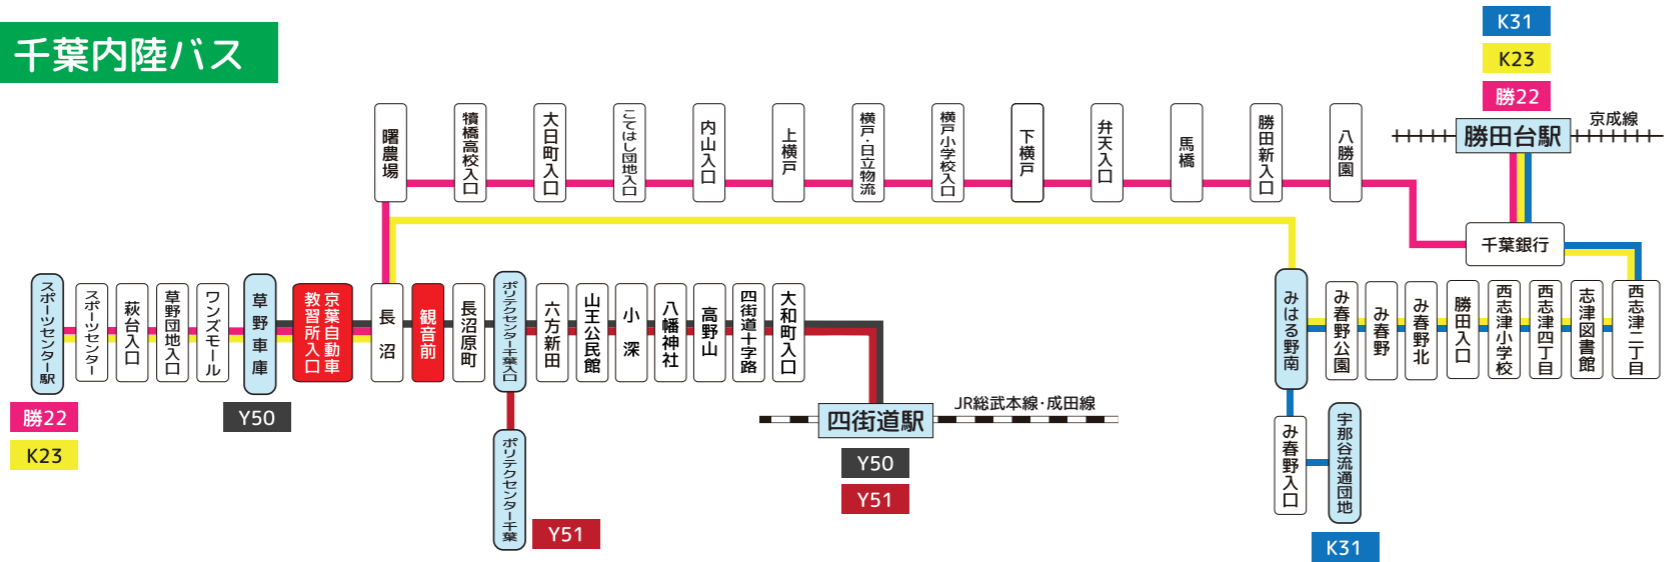 千葉内陸バス
K31
K23
勝22
勝田台駅
京成線
曙農場
犢橋高校入口
大日町入口
こてはし団地入口
内山入口
上横戸
横戸・日立物流
横戸小学校入口
下横戸
弁天入口
馬橋
勝田新入口
八勝園
千葉銀行
スポーツセンター駅
スポーツセンター
萩台入口
草野団地入口
ワンズモール
草野車庫
京葉自動車
教習所入口
長沼
観音前
長沼原町
ポリテクセンター千葉入口
六方新田
山王公民館
小深
八幡神社
高野山
四街道十字路
大和町入口
みはる野南
み春野公園
み春野
み春野北
勝田入口
西志津小学校
西志津四丁目
志津図書館
西志津二丁目
勝22
K23
Y50
ポリテクセンター千葉
Y51
四街道駅
JR総武本線・成田線
Y50
Y51
み春野入口
宇那谷流通団地
K31